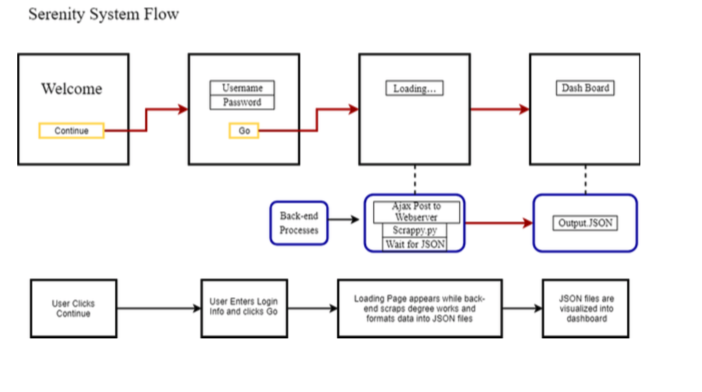 Serenity System Flow
Welcome
Continue
Username
Password
Go
Loading...
Dash Board
Back-end
Processes
Ajax Post to
Webserver
Scrappy.py
Wait for JSON
Output JSON
User Clicks
Continue
User Enters Login
Info and clicks Go
Loading Page appears while back-
end scraps degree works and
formats data into JSON files
JSON files are
visualized into
dashboard